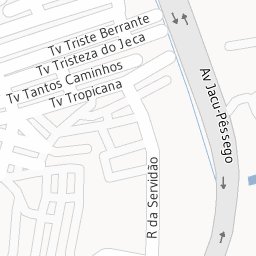 Tv Triste Berrante
Tv Tristeza do Jeca
Tv Tantos Caminhos
Tv Tropicana
Av Jacu-Pêssego
R da Servidão